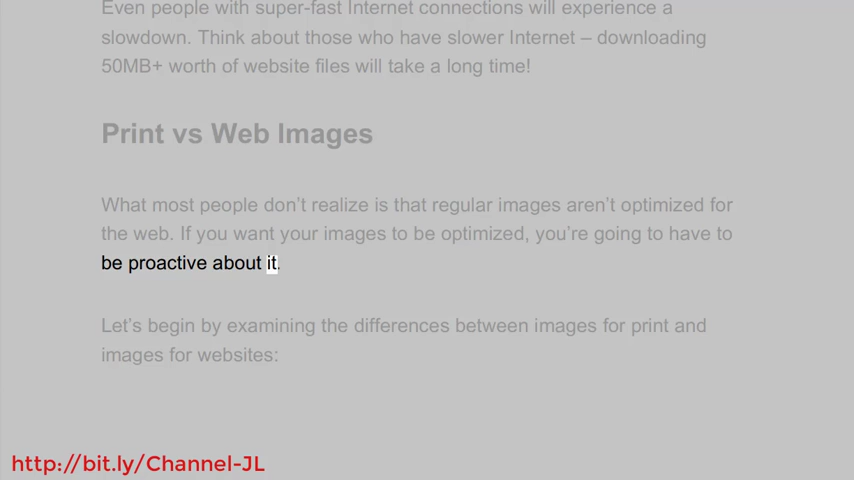 Even people with super-fast Internet connections will experience a
slowdown. Think about those who have slower Internet – downloading
50MB+ worth of website files will take a long time!
Print vs Web Images
What most people don’t realize is that regular images aren’t optimized for
the web. If you want your images to be optimized, you’re going to have to
be proactive about it.
Let’s begin by examining the differences between images for print and
images for websites:
http://bit.ly/Channel-JL